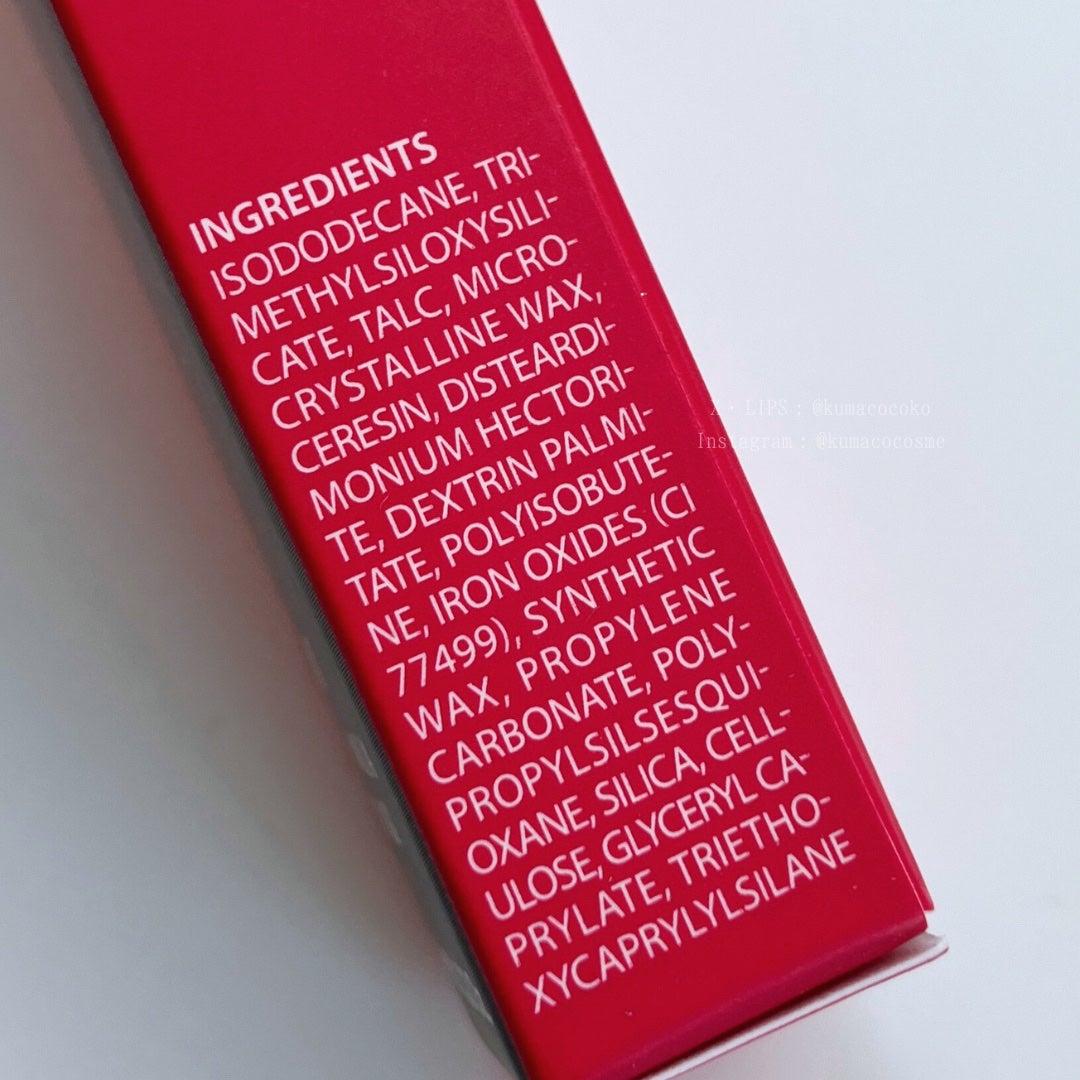 INGREDIENTS
ISODODECANE, TRI-
METHYLSILOXYSILI-
CATE, TALC, MICRO-
CRYSTALLINE WAX,
CERESIN, DISTEARDI-
MONIUM HECTORI-
TE, DEXTRIN PALMI-
TATE, POLYISOBUTE-
NE, IRON OXIDES (CI
77499), SYNTHETIC
WAX, PROPYLENE
CARBONATE, POLY-
PROPYLSILSESQUI-
OXANE, SILICA, CELL-
ULOSE, GLYCERYL CA-
PRYLATE, TRIETHO-
XYCAPRYLYLSILANE
LIPS : @kumacocoko
Instagram : @kumacocosme